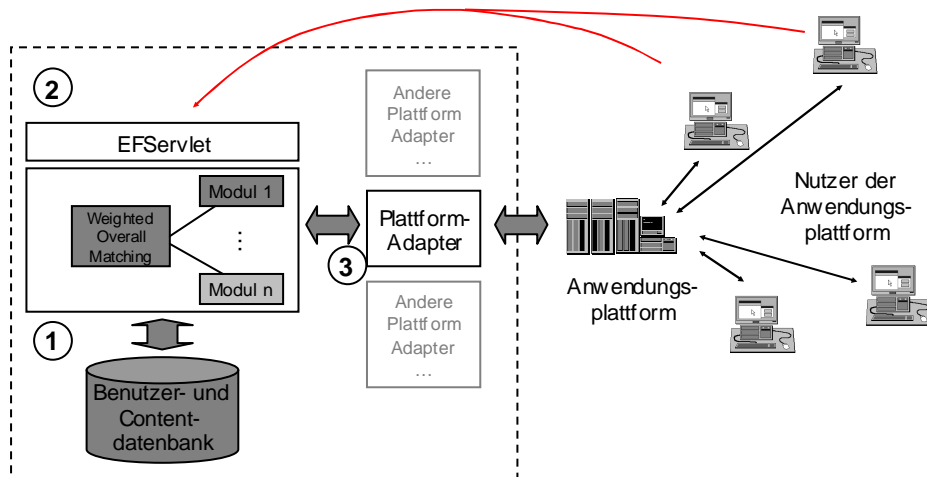 2
EFServlet
Modul 1
Weighted
Overall
Matching
⋮
Modul n
1
Benutzer- und
Content-
datenbank
Andere
Plattform
Adapter
…
Plattform-
Adapter
3
Andere
Plattform
Adapter
…
Anwendungs-
plattform
Nutzer der
Anwendungs-
plattform